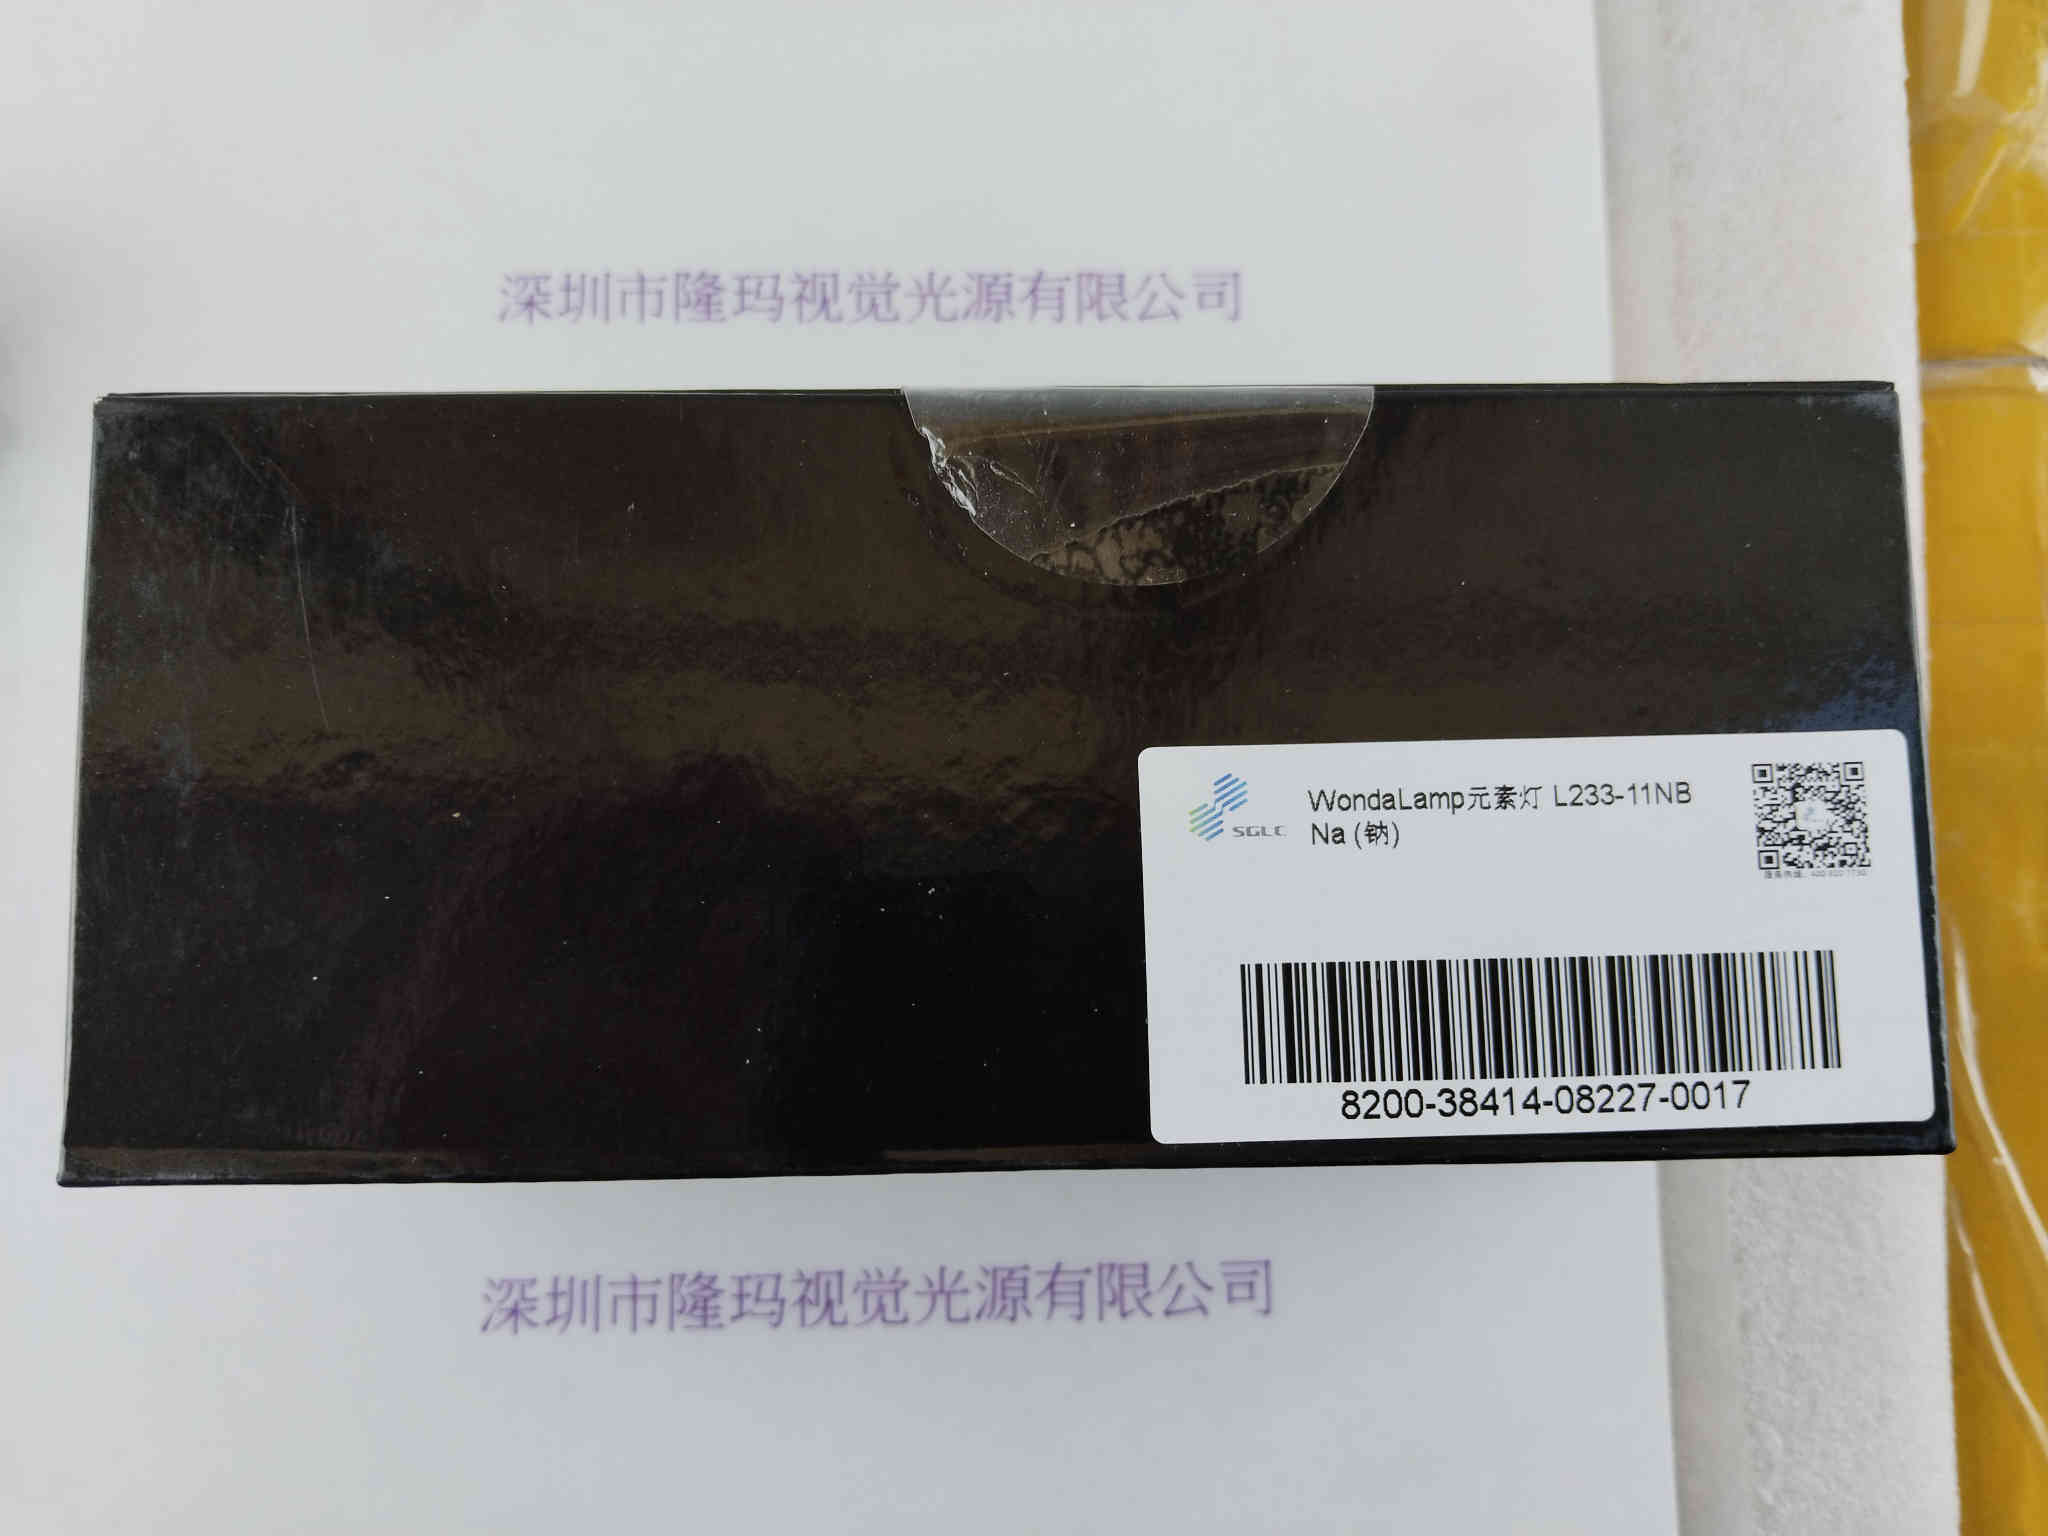 深圳市隆玛视觉光源有限公司
SGLC
WondaLamp元素灯 L233-11NB
Na (钠)
8200-38414-08227-0017
深圳市隆玛视觉光源有限公司